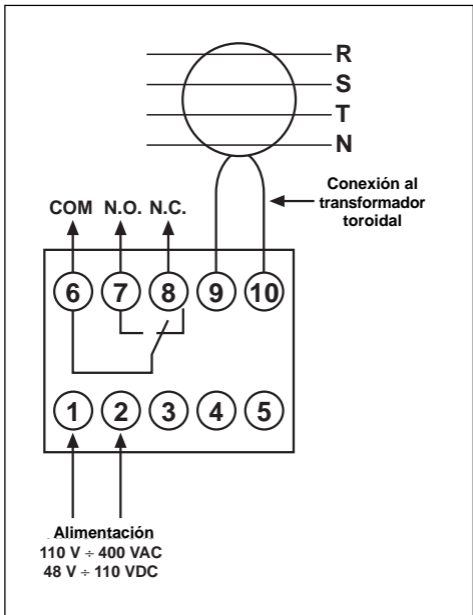 R
S
T
N
Conexión al
transformador
toroidal
COM N.O. N.C.
6 7 8 9 10
1 2 3 4 5
Alimentación
110 V ÷ 400 VAC
48 V ÷ 110 VDC